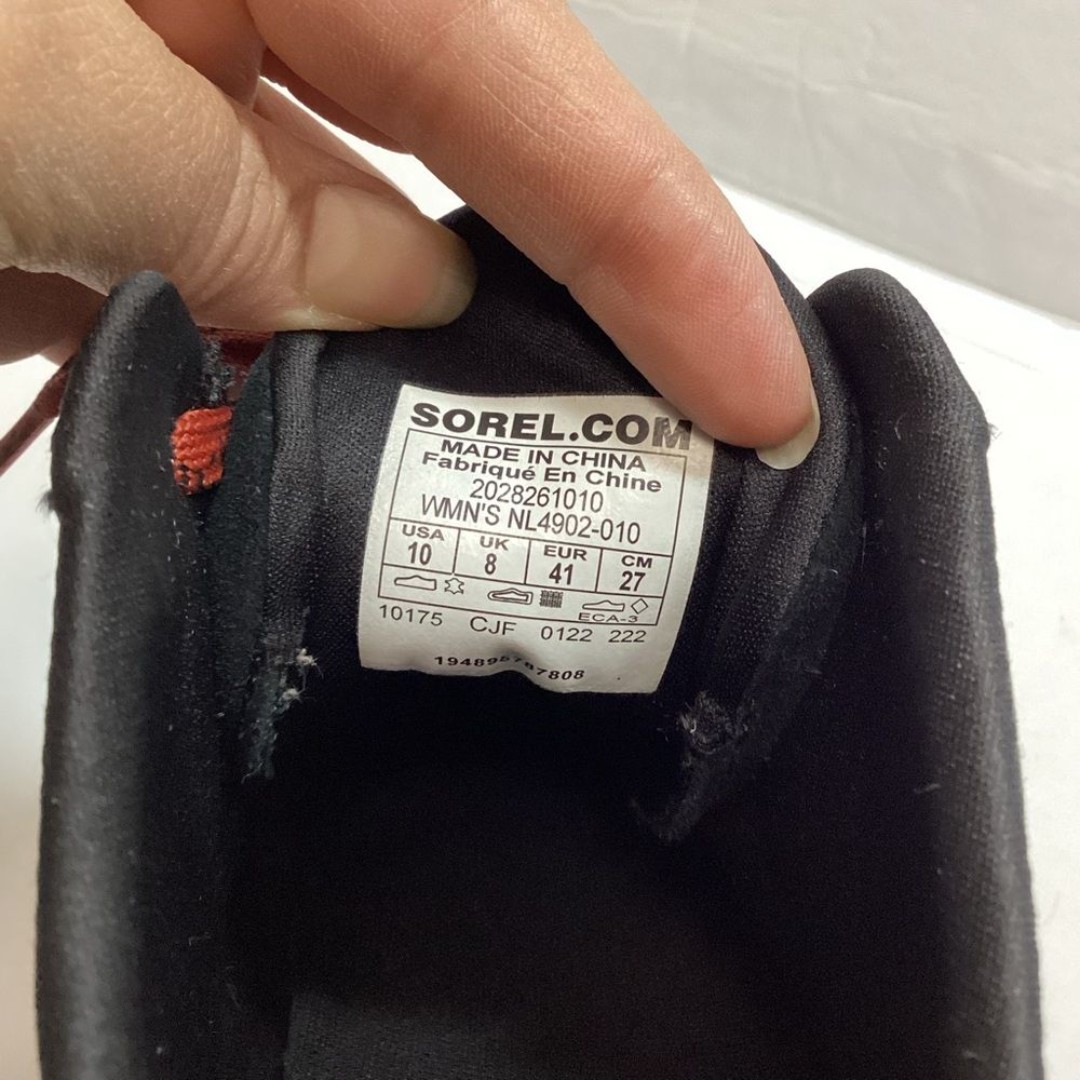 SOREL.COM
MADE IN CHINA
Fabriqué En Chine
2028261010
WMN'S NL4902-010
USA UK EUR CM
10 8 41 27
ECA-3
10175 CJF 0122 222